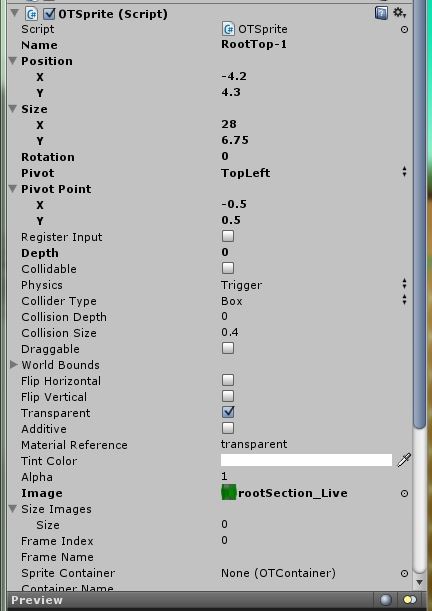 OTSprite (Script)
Script OTSprite
Name RootTop-1
Position
X -4.2
Y 4.3
Size
X 28
Y 6.75
Rotation 0
Pivot TopLeft
Pivot Point
X -0.5
Y 0.5
Register Input
Depth 0
Collidable
Physics Trigger
Collider Type Box
Collision Depth 0
Collision Size 0.4
Draggable
World Bounds
Flip Horizontal
Flip Vertical
Transparent
Additive
Material Reference transparent
Tint Color
Alpha 1
Image rootSection_Live
Size Images
Size 0
Frame Index 0
Frame Name
Sprite Container None (OTContainer)
Container Name
Preview